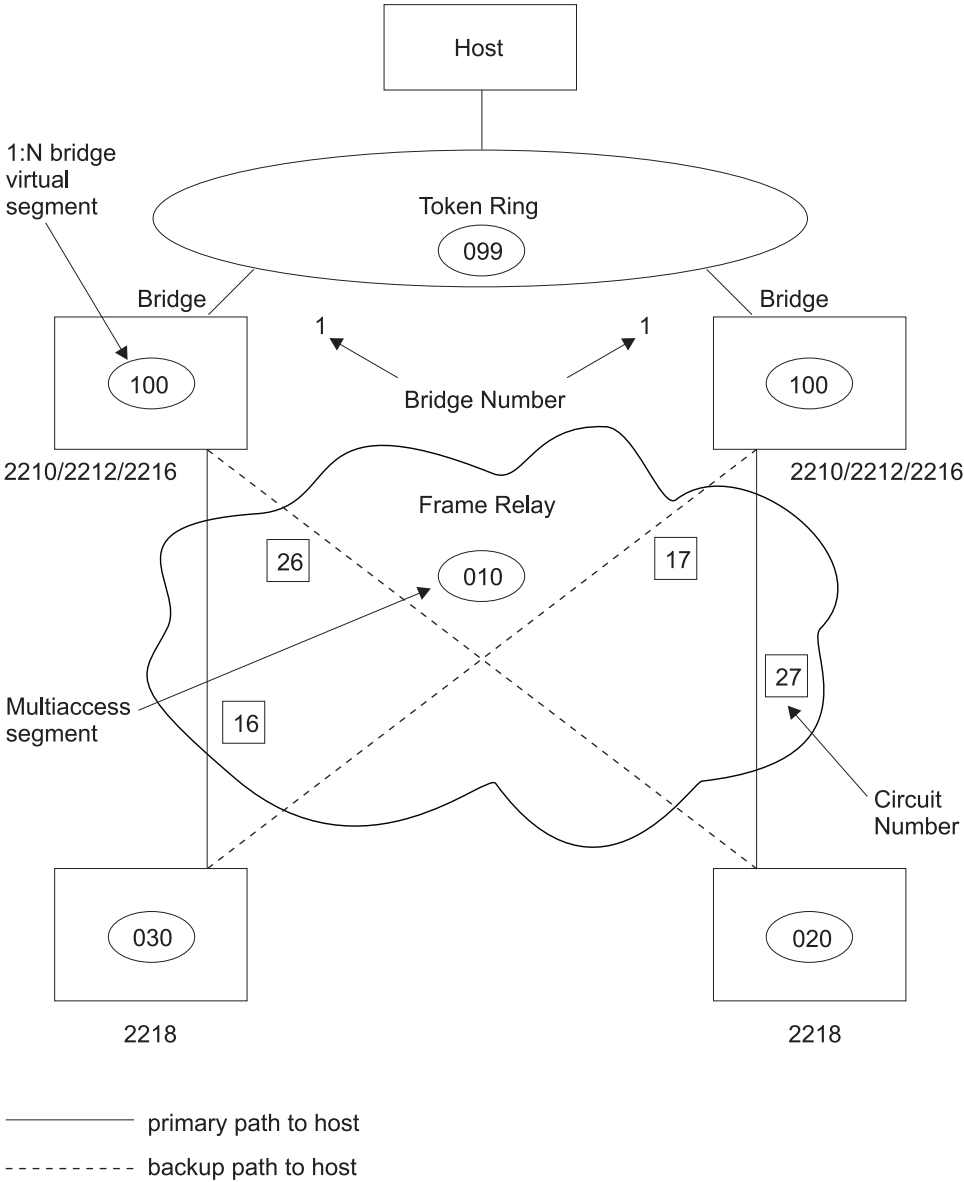 Host
1:N bridge
virtual
segment
Token Ring
099
Bridge
Bridge
1
1
100
100
Bridge Number
2210/2212/2216
2210/2212/2216
Frame Relay
26
010
17
27
Multiaccess
segment
16
Circuit
Number
030
020
2218
2218
primary path to host
backup path to host